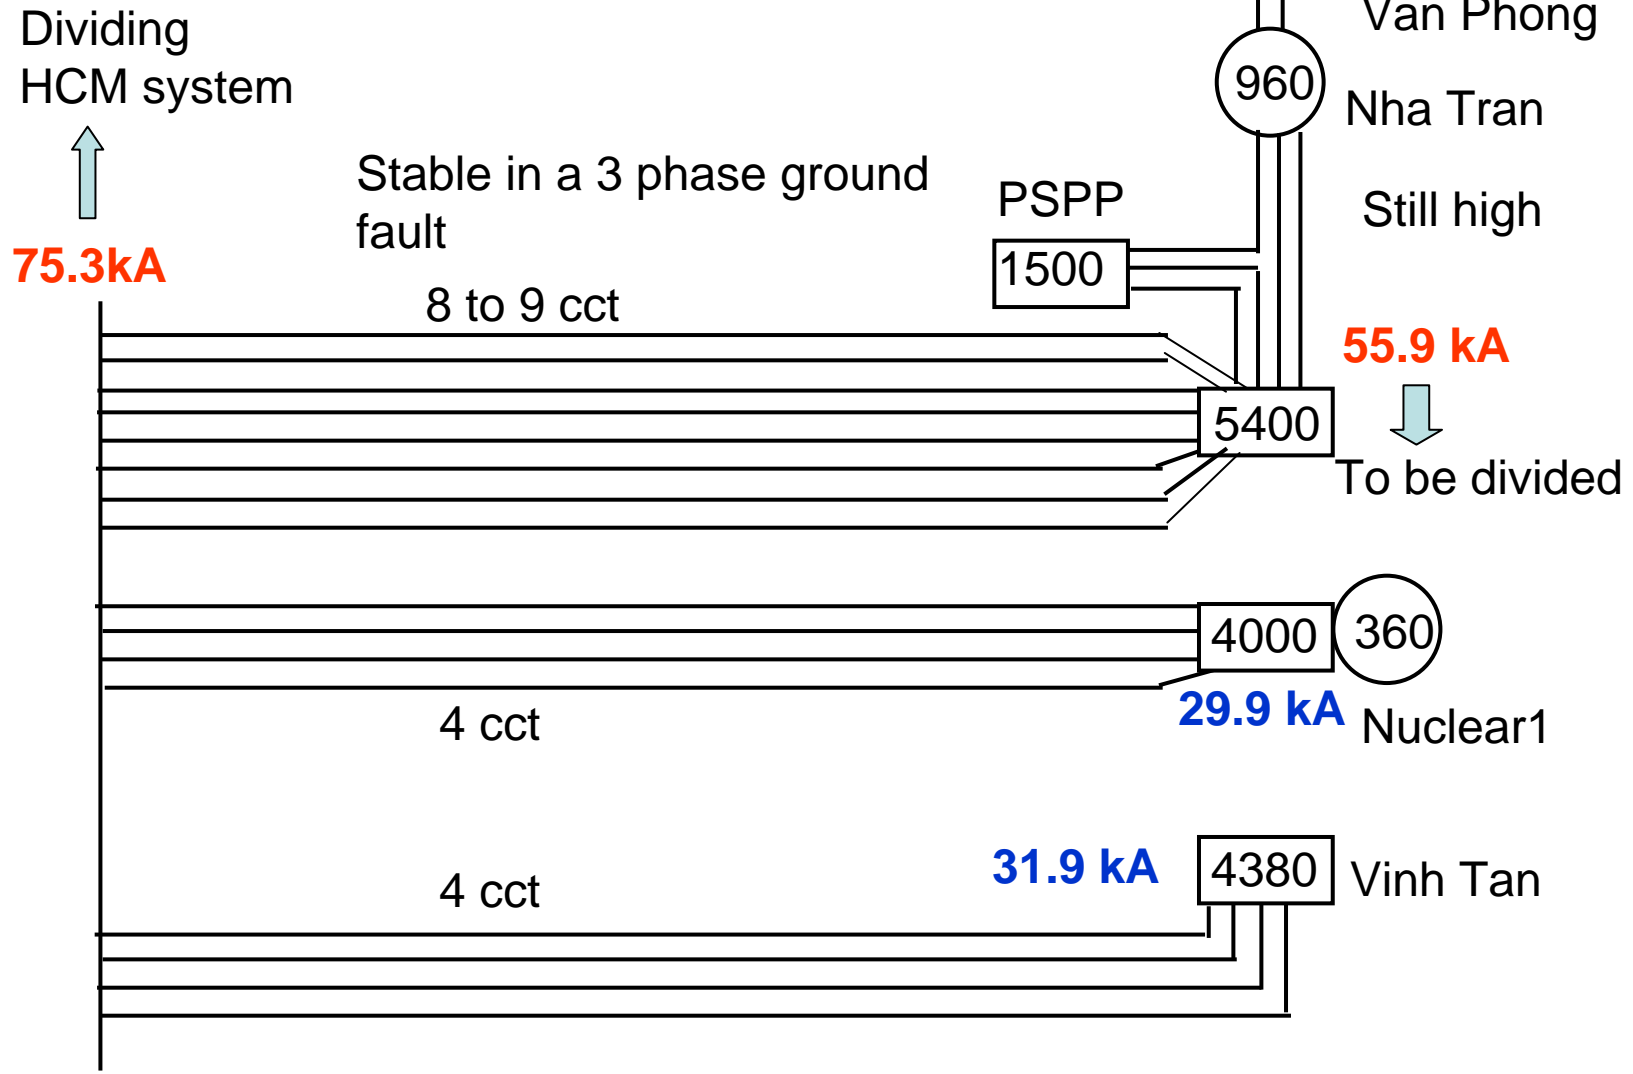 Dividing
HCM system
75.3kA
Stable in a 3 phase ground
fault
8 to 9 cct
Van Phong
960
Nha Tran
PSPP
1500
Still high
55.9 kA
5400
To be divided
4000
360
29.9 kA
Nuclear1
4 cct
31.9 kA
4380
Vinh Tan
4 cct